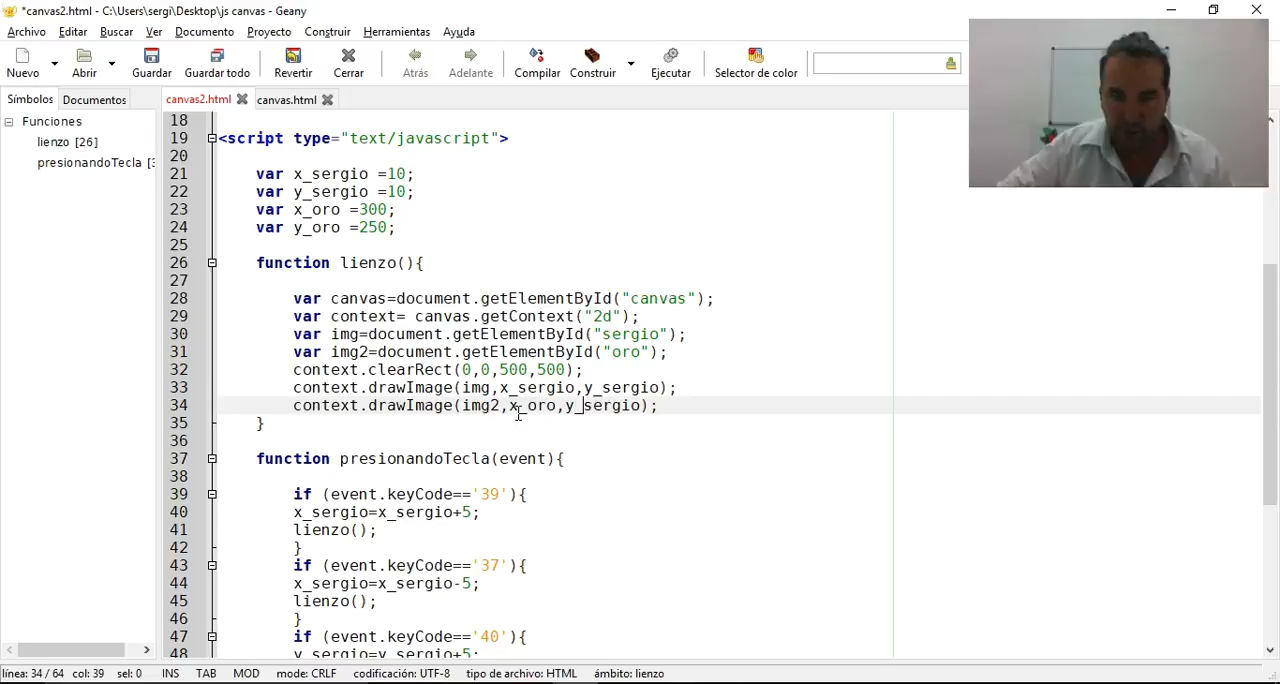 *canvas2.html - C:\Users\sergi\Desktop\js canvas - Geany
Archivo Editar Buscar Ver Documento Proyecto Construir Herramientas Ayuda
Nuevo Abrir Guardar Guardar todo Revertir Cerrar Atrás Adelante Compilar Construir Ejecutar Selector de color
Símbolos Documentos canvas2.html canvas.html
Funciones
lienzo [26]
presionandoTecla [3
18
19 <script type="text/javascript">
20
21 var x_sergio =10;
22 var y_sergio =10;
23 var x_oro =300;
24 var y_oro =250;
25
26 function lienzo(){
27
28 var canvas=document.getElementById("canvas");
29 var context= canvas.getContext("2d");
30 var img=document.getElementById("sergio");
31 var img2=document.getElementById("oro");
32 context.clearRect(0,0,500,500);
33 context.drawImage(img,x_sergio,y_sergio);
34 context.drawImage(img2,x_oro,y_sergio);
35 }
36
37 function presionandoTecla(event){
38
39 if (event.keyCode=='39'){
40 x_sergio=x_sergio+5;
41 lienzo();
42 }
43 if (event.keyCode=='37'){
44 x_sergio=x_sergio-5;
45 lienzo();
46 }
47 if (event.keyCode=='40'){
48 y_sergio=y_sergio+5;
línea: 34 / 64 col: 39 sel: 0 INS TAB MOD mode: CRLF codificación: UTF-8 tipo de archivo: HTML ámbito: lienzo